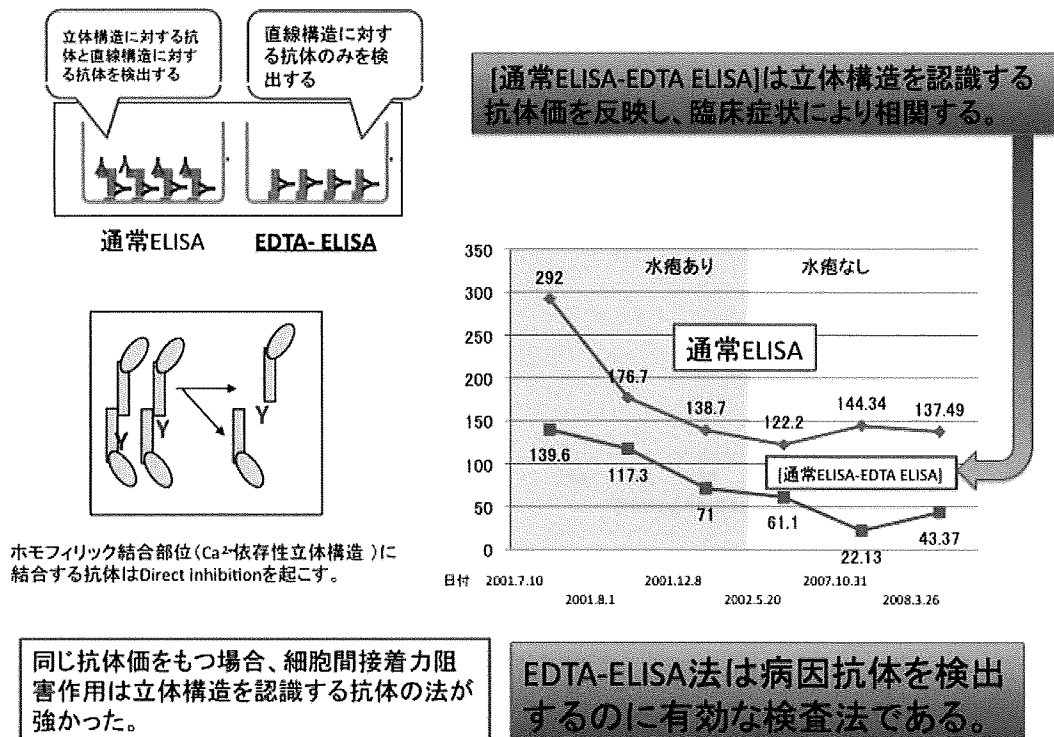 立体構造に対する抗
体と直線構造に対す
る抗体を検出する
直線構造に対す
る抗体のみを検
出する
通常ELISA
EDTA- ELISA
[通常ELISA-EDTA ELISA]は立体構造を認識する
抗体価を反映し、臨床症状により相関する。
350
300
250
200
150
100
50
0
水疱あり
水疱なし
292
176.7
138.7
122.2
144.34
137.49
通常ELISA
[通常ELISA-EDTA ELISA]
139.6
117.3
71
61.1
22.13
43.37
日付
2001.7.10
2001.8.1
2001.12.8
2002.5.20
2007.10.31
2008.3.26
Y
Y
Y
ホモフィリック結合部位(Ca²⁺依存性立体構造 )に
結合する抗体はDirect inhibitionを起こす。
同じ抗体価をもつ場合、細胞間接着力阻
害作用は立体構造を認識する抗体の法が
強かった。
EDTA-ELISA法は病因抗体を検出
するのに有効な検査法である。